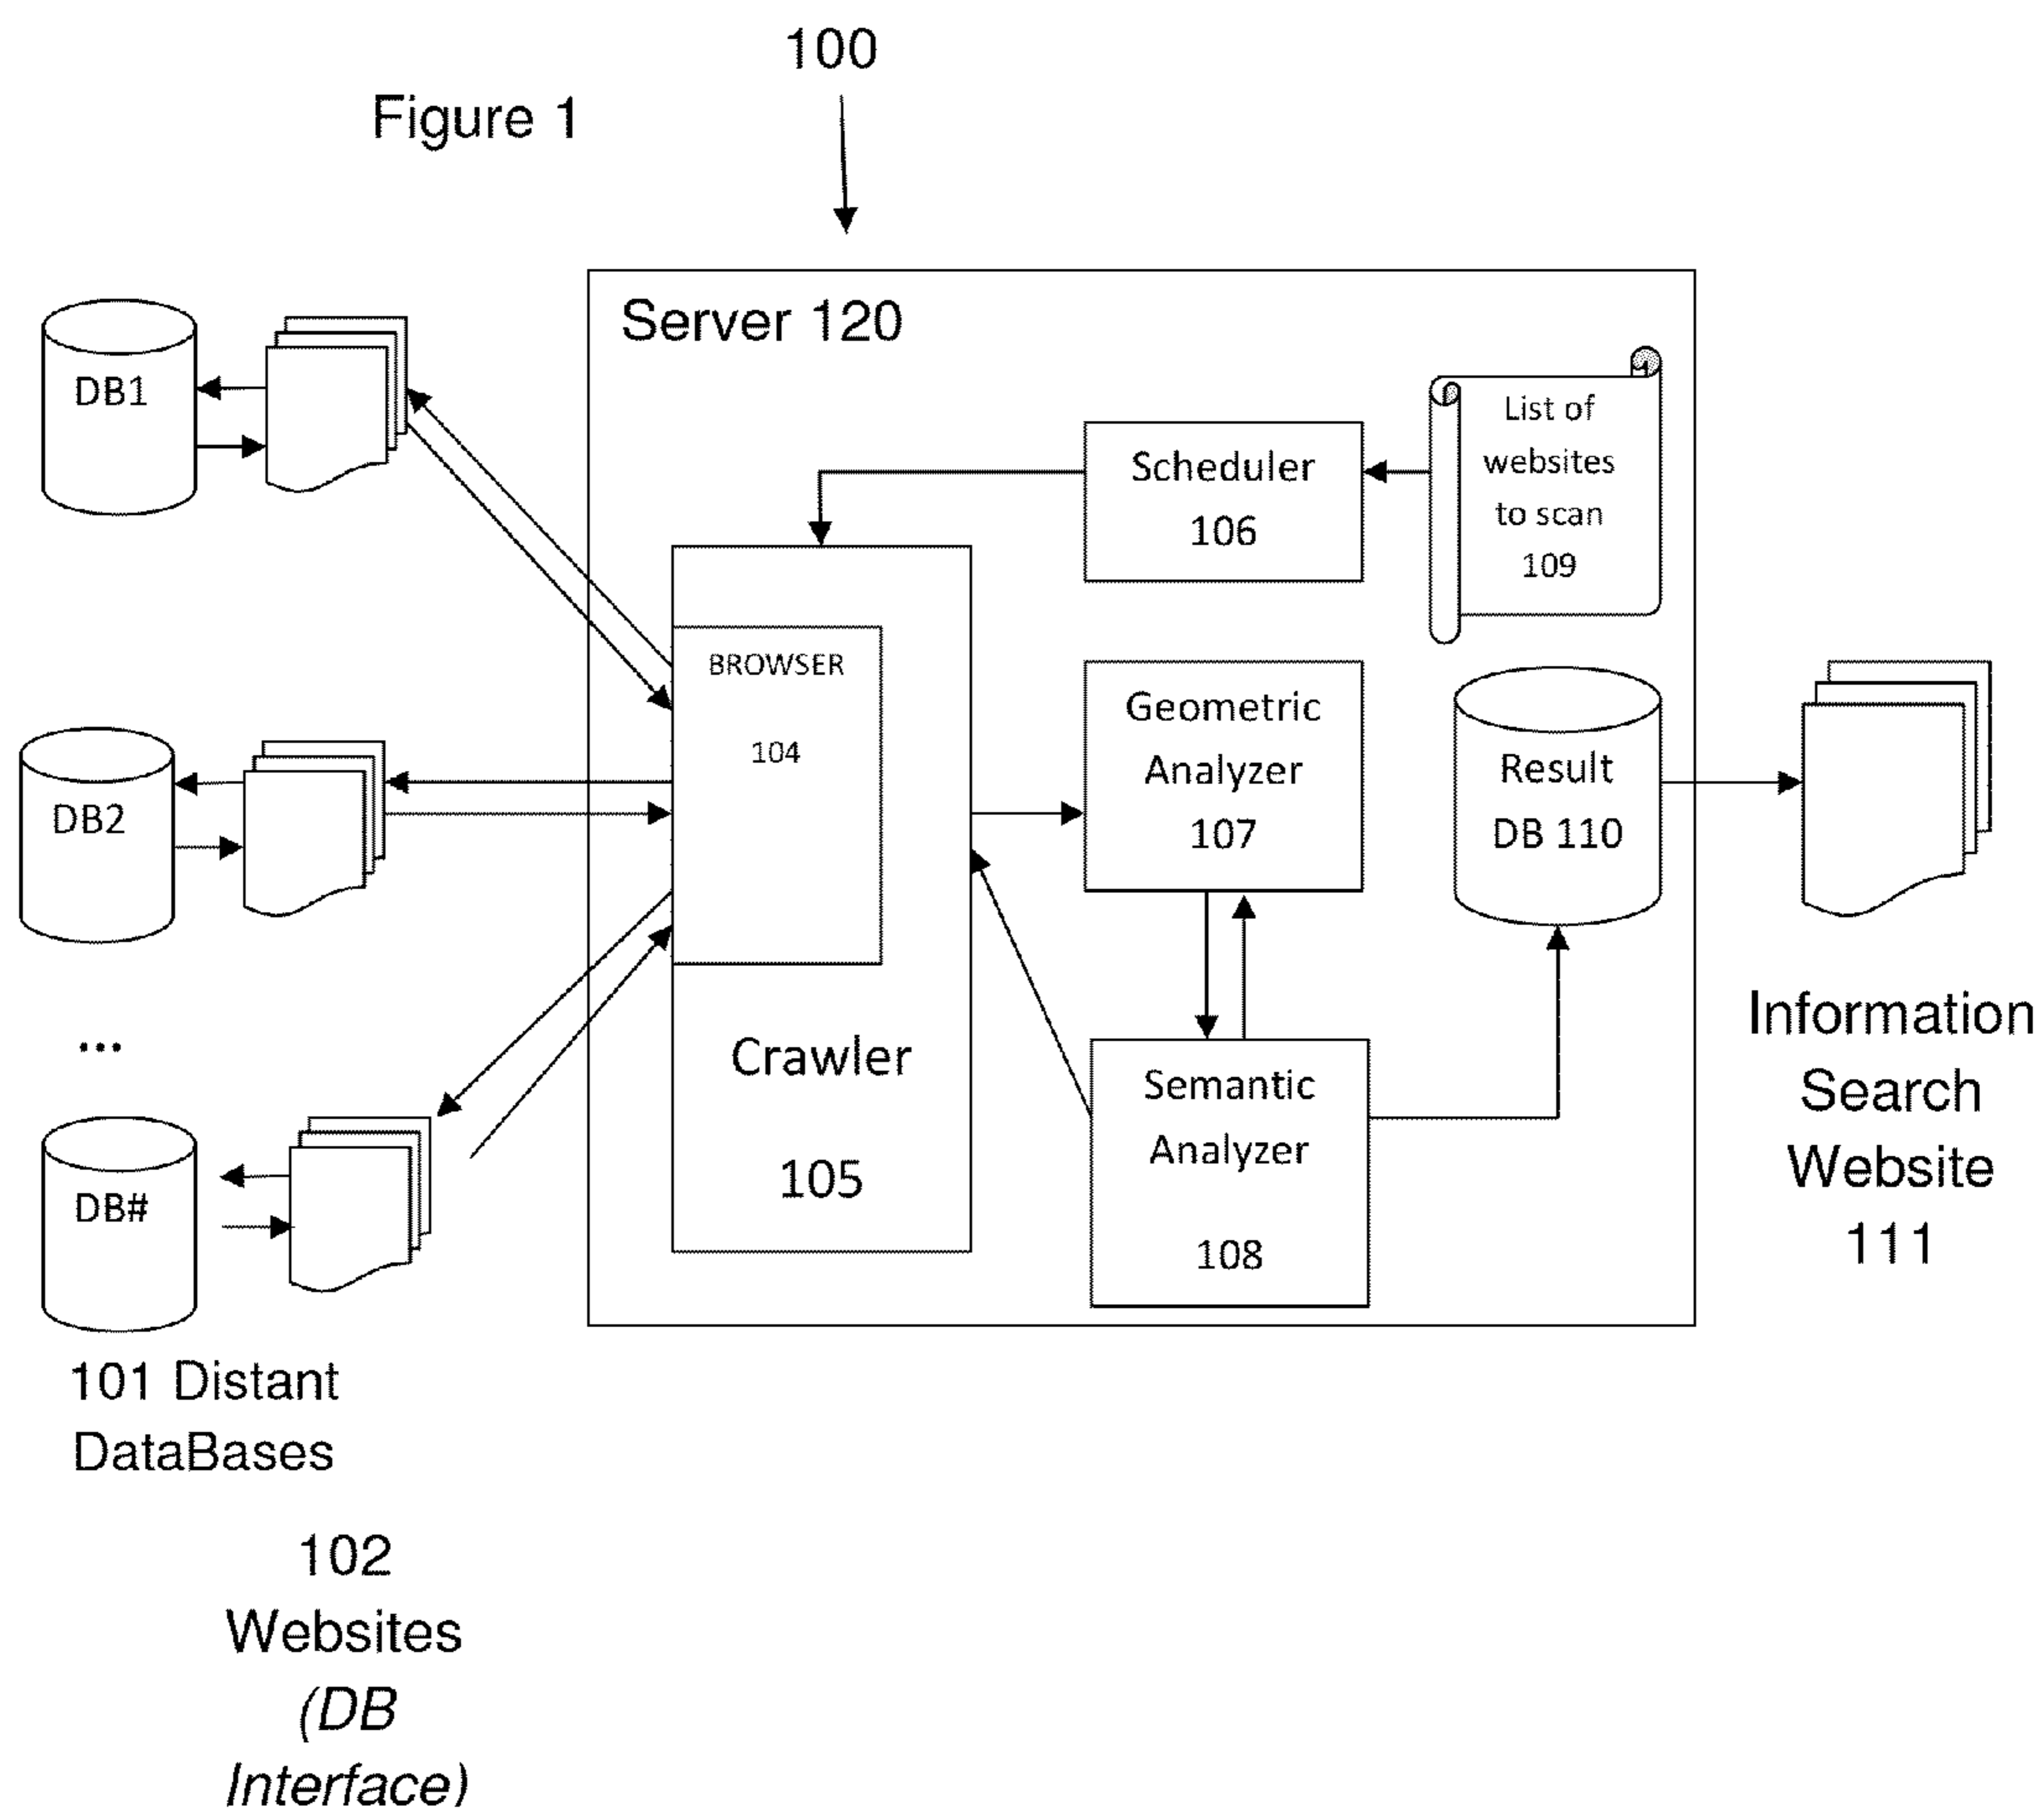 100
Figure 1
Server 120
DB1
List of
websites
to scan
109
Scheduler
106
BROWSER
104
Geometric
Analyzer
107
Result
DB 110
DB2
Crawler
105
Semantic
Analyzer
108
Information
Search
Website
111
...
DB#
101 Distant
DataBases
102
Websites
(DB
Interface)